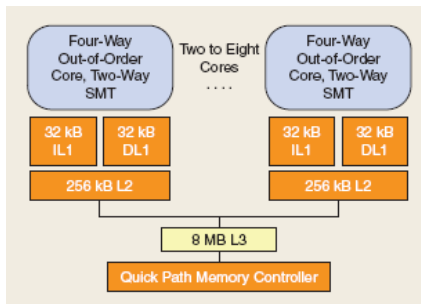 Four-Way
Out-of-Order
Core, Two-Way
SMT
Two to Eight
Cores
. . . .
Four-Way
Out-of-Order
Core, Two-Way
SMT
32 kB
IL1
32 kB
DL1
32 kB
IL1
32 kB
DL1
256 kB L2
256 kB L2
8 MB L3
Quick Path Memory Controller